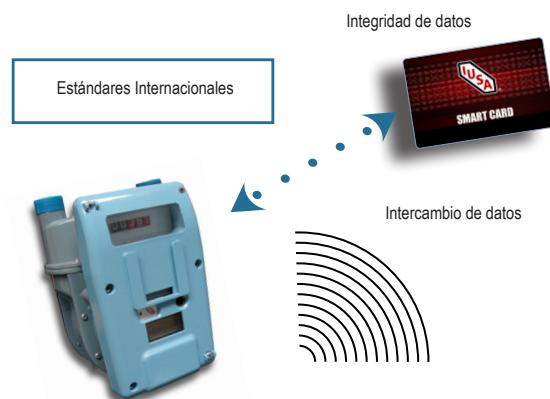 Integridad de datos
Estándares Internacionales
IUSA
SMART CARD
Intercambio de datos